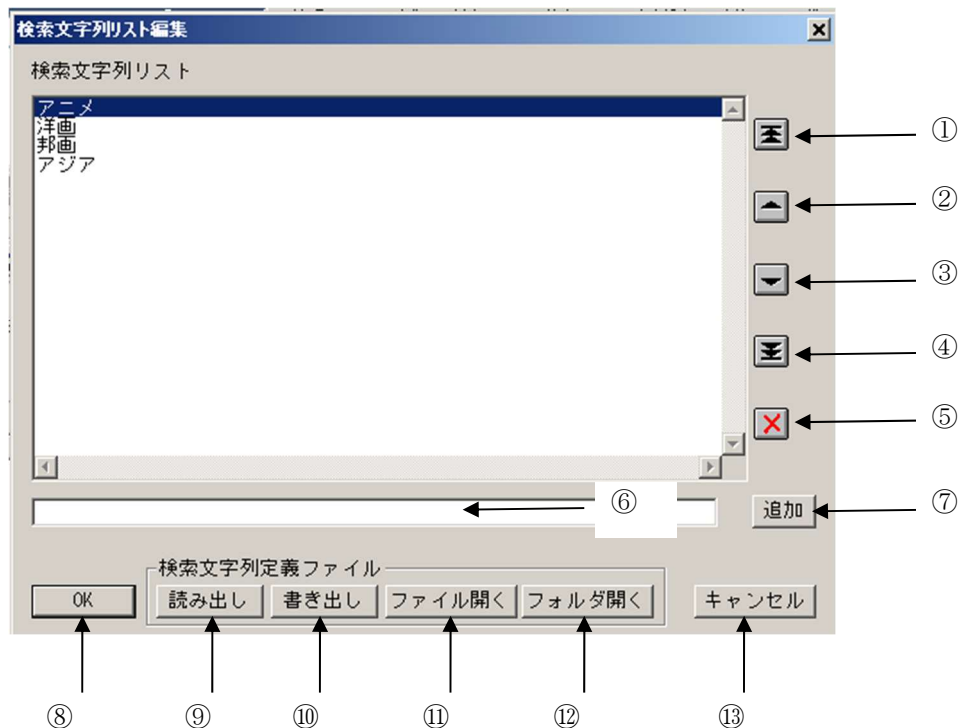 検索文字列リスト編集
検索文字列リスト
アニメ
洋画
邦画
アジア
①
②
③
④
⑤
⑥
追加
⑦
検索文字列定義ファイル
OK
読み出し
書き出し
ファイル開く
フォルダ開く
キャンセル
⑧
⑨
⑩
⑪
⑫
⑬